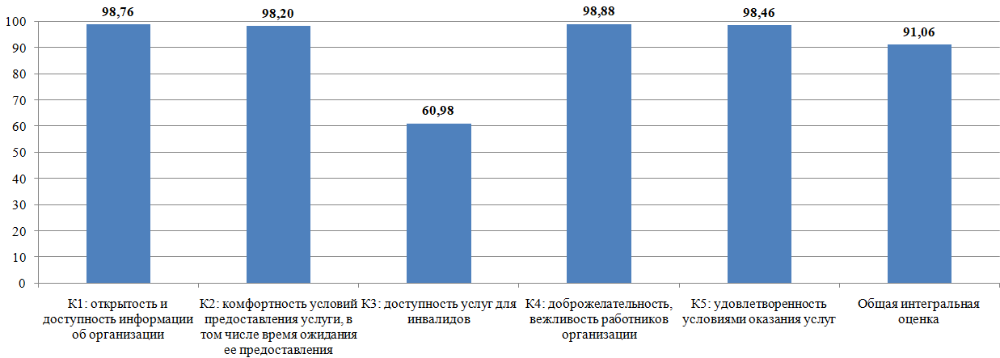 98,76
98,20
60,98
98,88
98,46
91,06
100
90
80
70
60
50
40
30
20
10
0
К1: открытость и
доступность информации
об организации
К2: комфортность условий
предоставления услуги, в
том числе время ожидания
ее предоставления
К3: доступность услуг для
инвалидов
К4: доброжелательность,
вежливость работников
организации
К5: удовлетворенность
условиями оказания услуг
Общая интегральная
оценка